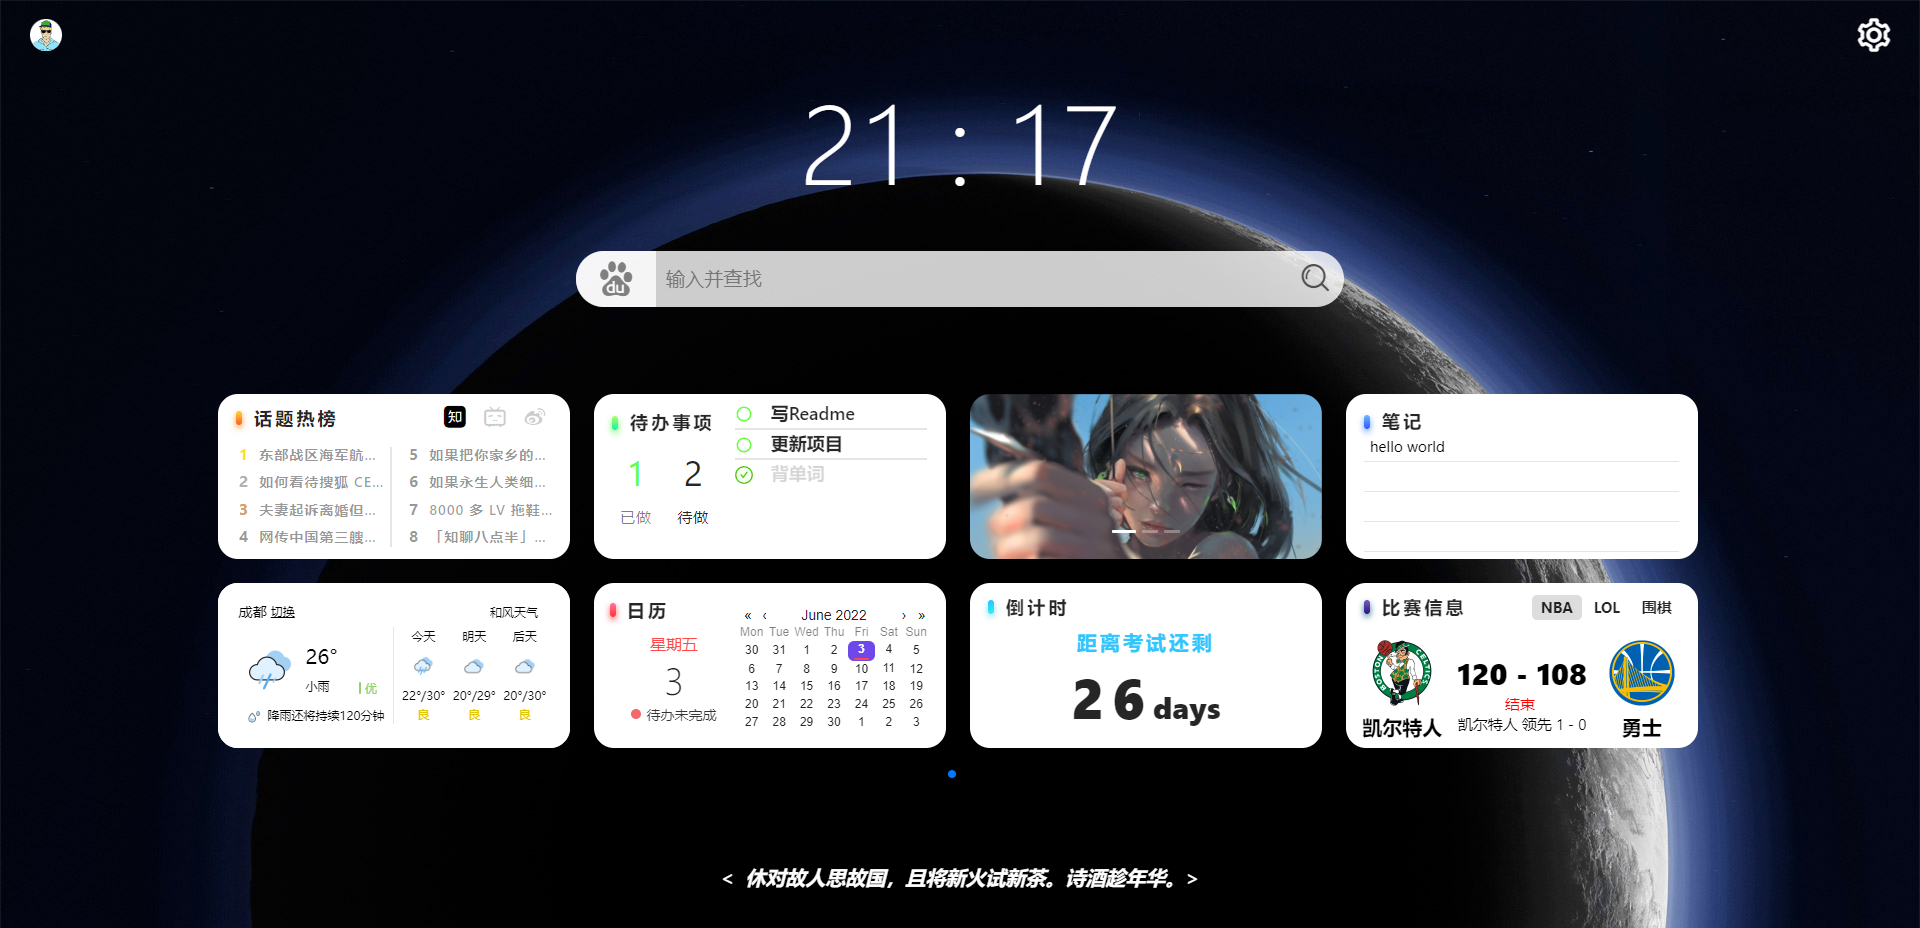 21 : 17
du
输入并查找
话题热榜
知
1 东部战区海军航...
2 如何看待搜狐 CE...
3 夫妻起诉离婚但...
4 网传中国第三艘...
5 如果把你家乡的...
6 如果永生人类细...
7 8000 多 LV 拖鞋...
8 「知聊八点半」...
待办事项
1 2
已做 待做
写Readme
更新项目
背单词
笔记
hello world
成都 切换
和风天气
26°
小雨
优
降雨还将持续120分钟
今天 明天 后天
22°/30° 20°/29° 20°/30°
良 良 良
日历
星期五
3
待办未完成
« ‹ June 2022 › »
Mon Tue Wed Thu Fri Sat Sun
30 31 1 2 3 4 5
6 7 8 9 10 11 12
13 14 15 16 17 18 19
20 21 22 23 24 25 26
27 28 29 30 1 2 3
倒计时
距离考试还剩
26 days
比赛信息
NBA LOL 围棋
BOSTON CELTICS
120 - 108
结束
凯尔特人 领先 1 - 0
凯尔特人
勇士
< 休对故人思故国，且将新火试新茶。诗酒趁年华。 >